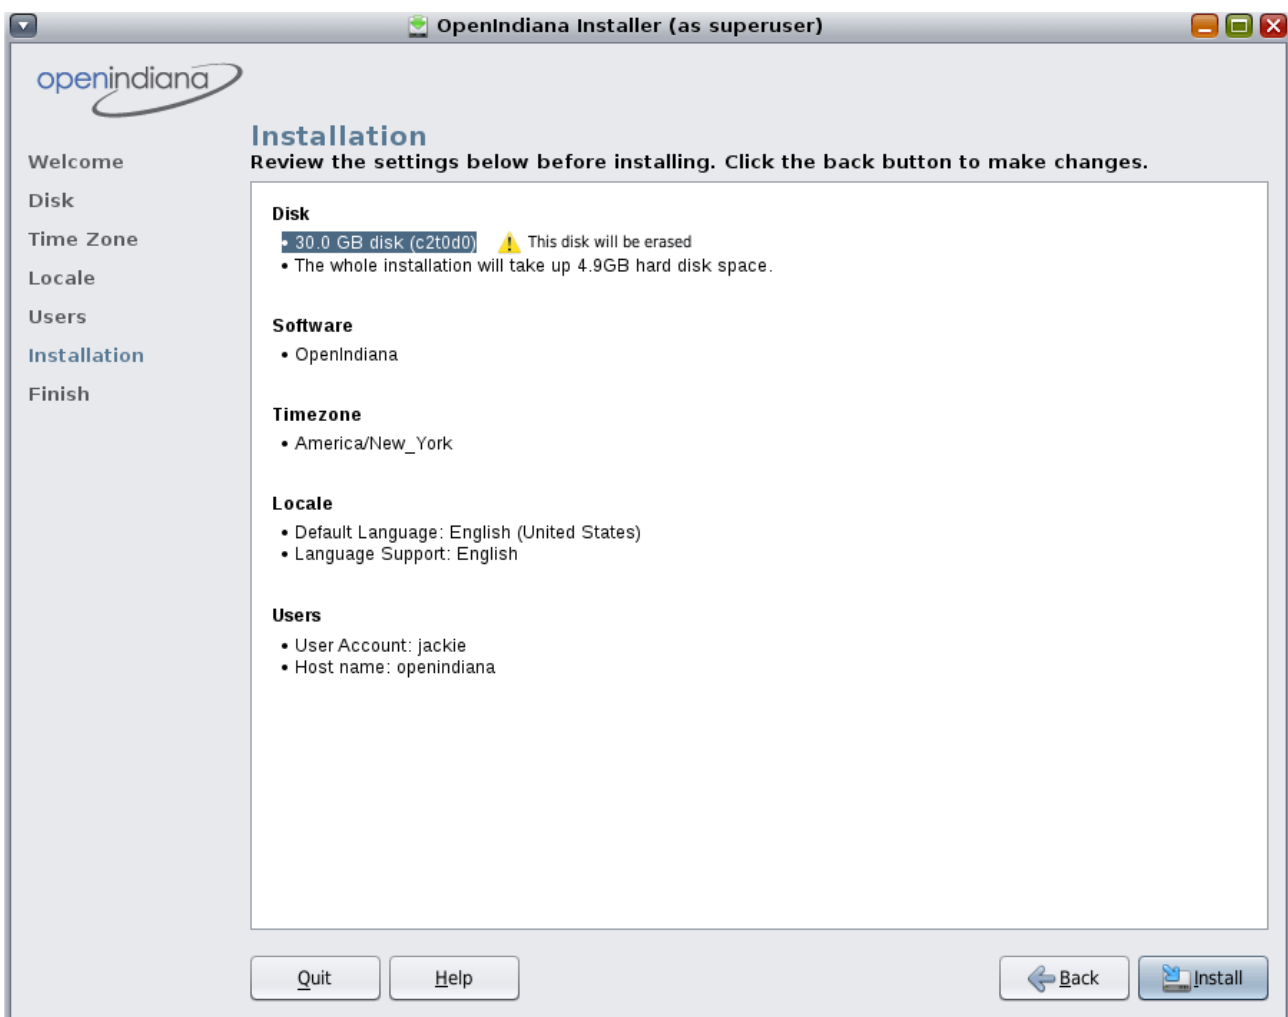 OpenIndiana Installer (as superuser)
openindiana
Installation
Review the settings below before installing. Click the back button to make changes.
Welcome
Disk
Time Zone
Locale
Users
Installation
Finish
Disk
• 30.0 GB disk (c2t0d0) This disk will be erased
• The whole installation will take up 4.9GB hard disk space.
Software
• OpenIndiana
Timezone
• America/New_York
Locale
• Default Language: English (United States)
• Language Support: English
Users
• User Account: jackie
• Host name: openindiana
Quit Help Back Install